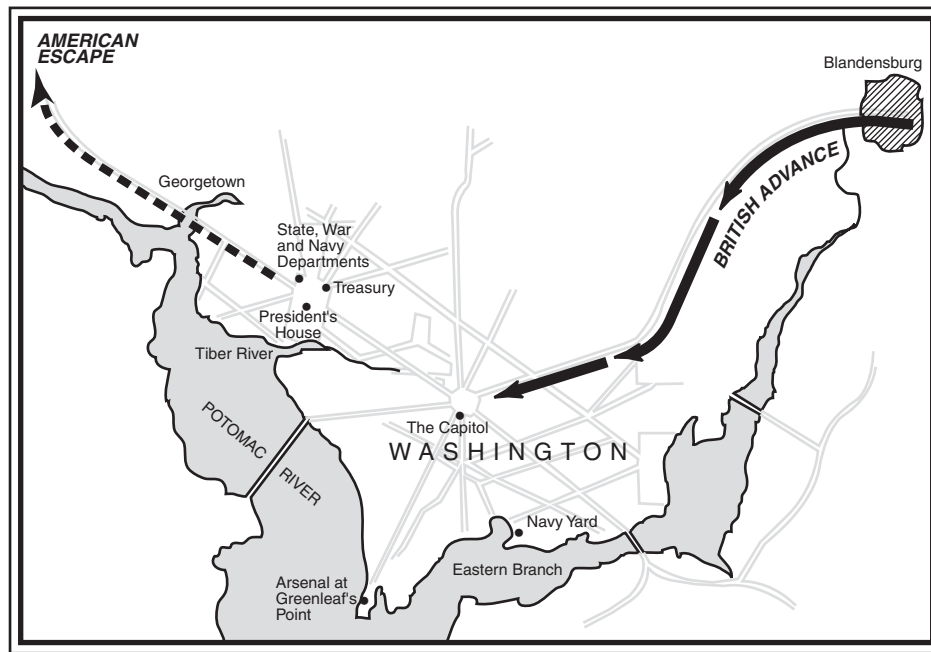 AMERICAN
ESCAPE
Blandensburg
BRITISH ADVANCE
Georgetown
State, War
and Navy
Departments
Treasury
President's
House
Tiber River
POTOMAC
RIVER
The Capitol
WASHINGTON
Navy Yard
Eastern Branch
Arsenal at
Greenleaf's
Point